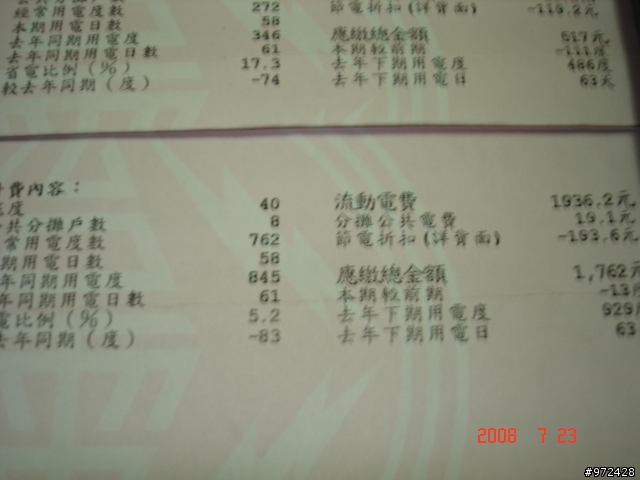 經常用電度數 272 節電折扣(詳背面) -119.2元
本期用電日數 58
去年同期用電度 346 應繳總金額 617元
去年同期用電日數 61 本期較前期 -111度
省電比例(%) 17.3 去年下期用電度 486度
較去年同期(度) -74 去年下期用電日 63天
費內容:
度 40 流動電費 1936.2元
共分攤戶數 8 分攤公共電費 19.1元
常用電度數 762 節電折扣(詳背面) -193.6元
期用電日數 58
年同期用電度 845 應繳總金額 1,762元
年同期用電日數 61 本期較前期 -13
電比例(%) 5.2 去年下期用電度 929
去年同期(度) -83 去年下期用電日 63
2008 7 23
#972428